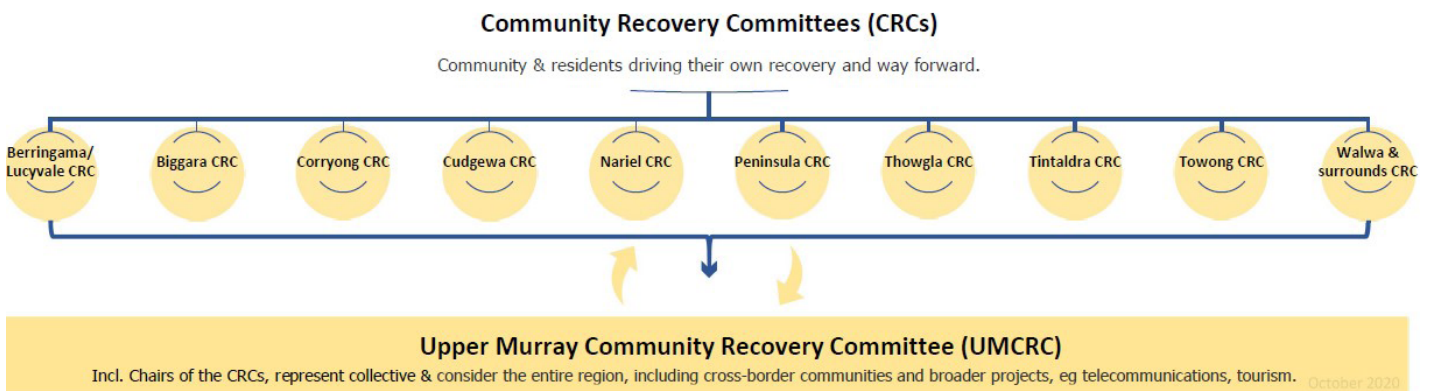 Community Recovery Committees (CRCs)
Community & residents driving their own recovery and way forward.
Berringama/
Lucyvale CRC
Biggara CRC
Corryong CRC
Cudgewa CRC
Nariel CRC
Peninsula CRC
Thowgla CRC
Tintaldra CRC
Towong CRC
Walwa &
surrounds CRC
Upper Murray Community Recovery Committee (UMCRC)
Incl. Chairs of the CRCs, represent collective & consider the entire region, including cross-border communities and broader projects, eg telecommunications, tourism.
October 2020